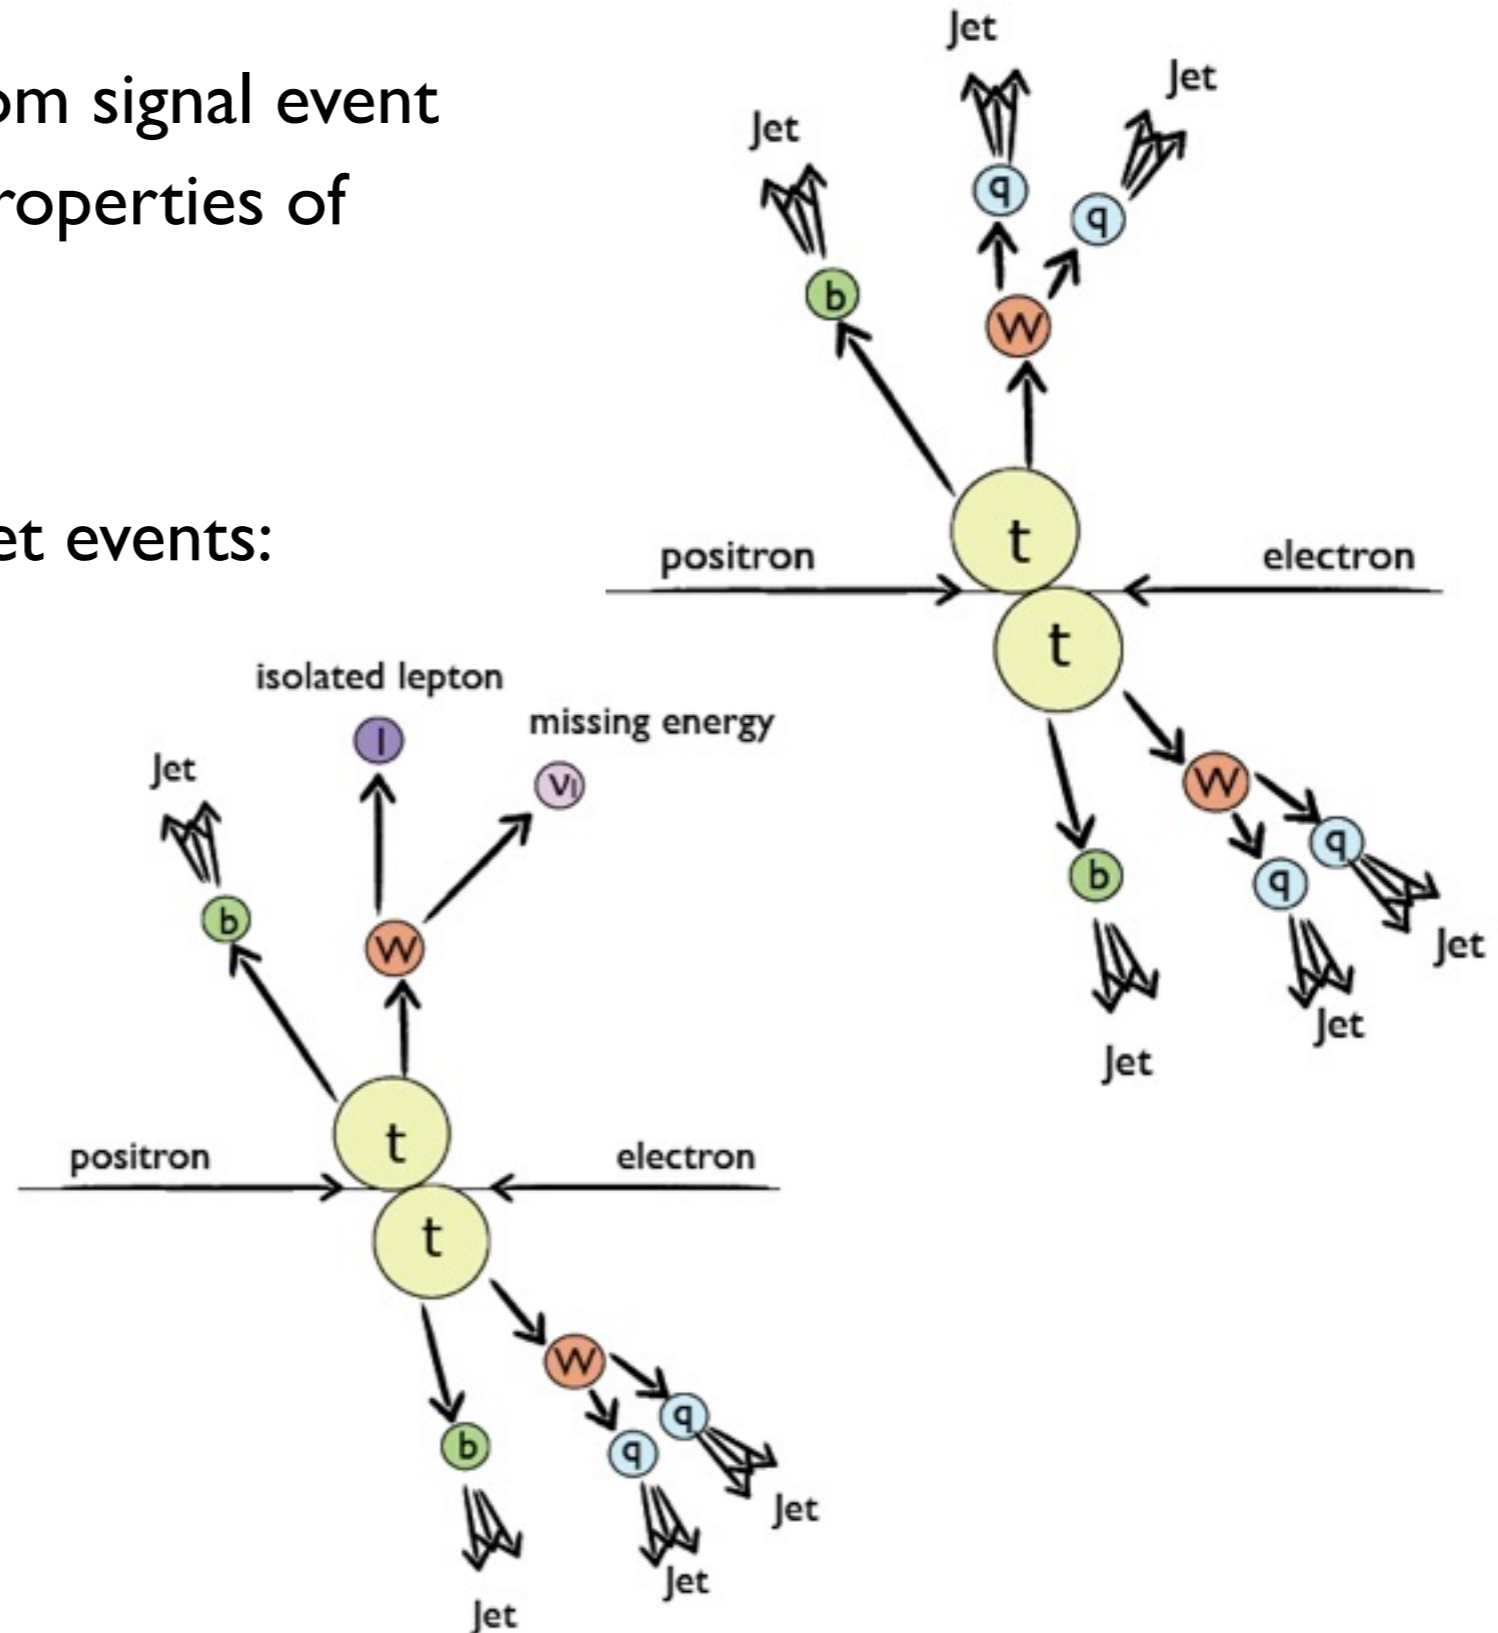 om signal event
roperties of
et events:
Jet
Jet
Jet
q
q
b
W
t
positron
electron
t
W
q
b
q
Jet
Jet
Jet
isolated lepton
missing energy
l
Jet
νl
b
W
t
positron
electron
t
W
q
b
q
Jet
Jet
Jet